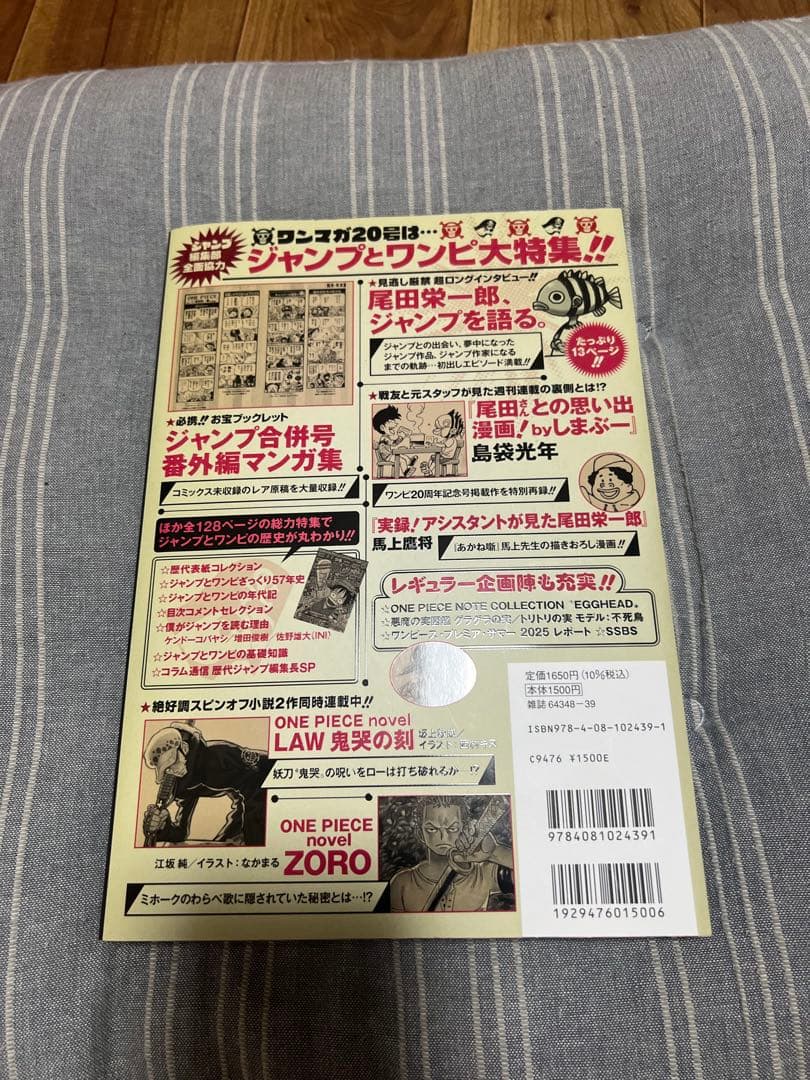 ジャンプ
編集部
全面協力
ワンマガ20号は…
ジャンプとワンピ大特集!!
★見逃し厳禁 超ロングインタビュー!!
尾田栄一郎、
ジャンプを語る。
ジャンプとの出会い、夢中になった
ジャンプ作品、ジャンプ作家になる
までの軌跡…初出しエピソード満載!!
たっぷり
13ページ
!!
ONE PIECE
★必携!! お宝ブックレット
ジャンプ合併号
番外編マンガ集
コミックス未収録のレア原稿を大量収録!!
★戦友と元スタッフが見た週刊連載の裏側とは!?
『尾田さんとの思い出
漫画!byしまぶー』
島袋光年
ワンピ20周年記念号掲載作を特別再録!!
『実録!アシスタントが見た尾田栄一郎』
馬上鷹将
『あかね噺』馬上先生の描きおろし漫画!!
ほか全128ページの総力特集で
ジャンプとワンピの歴史が丸わかり!!
☆歴代表紙コレクション
☆ジャンプとワンピざっくり57年史
☆ジャンプとワンピの年代記
☆目次コメントセレクション
☆僕がジャンプを読む理由
ケンドーコバヤシ/増田俊樹/佐野雄大(INI)
☆ジャンプとワンピの基礎知識
☆コラム通信 歴代ジャンプ編集長SP
レギュラー企画陣も充実!!
☆ONE PIECE NOTE COLLECTION "EGGHEAD"
☆悪魔の実図鑑 グラグラの実/トリトリの実 モデル:不死鳥
☆ワンピース・プレミア・サマー 2025 レポート ☆SSBS
★絶好調スピンオフ小説2作同時連載中!!
ONE PIECE novel
LAW 鬼哭の刻
イラスト:
妖刀"鬼哭"の呪いをローは打ち破れるか…!?
ONE PIECE
novel
ZORO
江坂 純/イラスト:なかまる
ミホークのわらべ歌に隠されていた秘密とは…!?
定価1650円(10%税込)
本体1500円
雑誌 64348-39
ISBN978-4-08-102439-1
C9476 ¥1500E
9784081024391
1929476015006